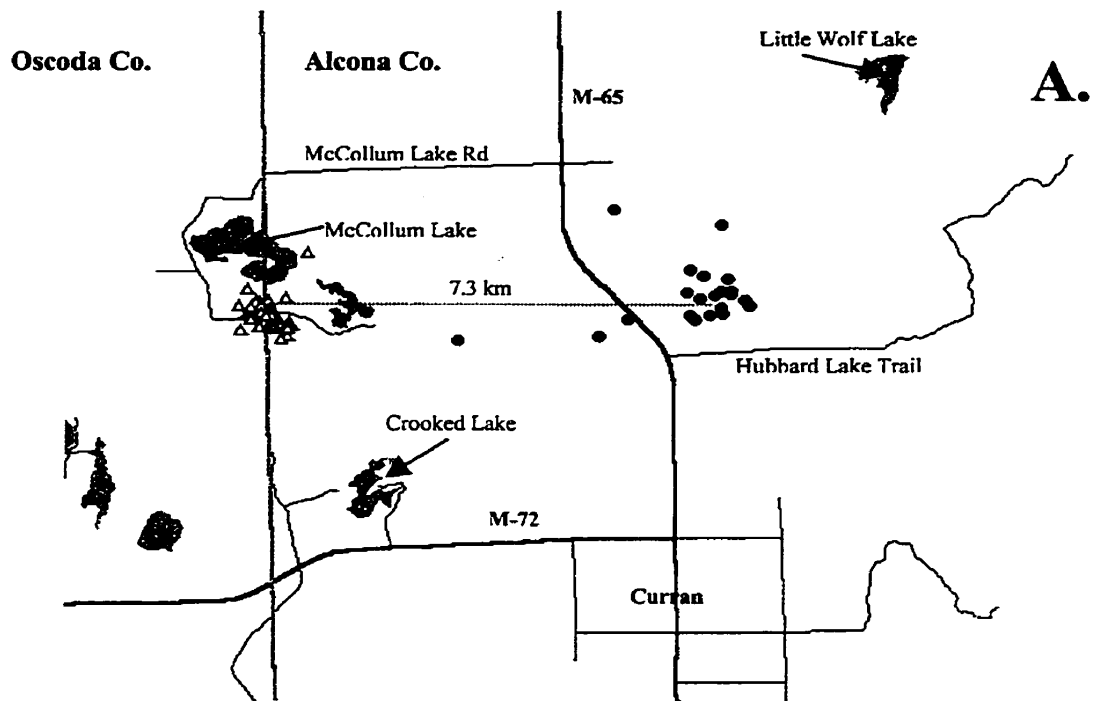 Little Wolf Lake
Oscoda Co.
Alcona Co.
A.
M-65
McCollum Lake Rd
McCollum Lake
7.3 km
Hubbard Lake Trail
Crooked Lake
M-72
Curran